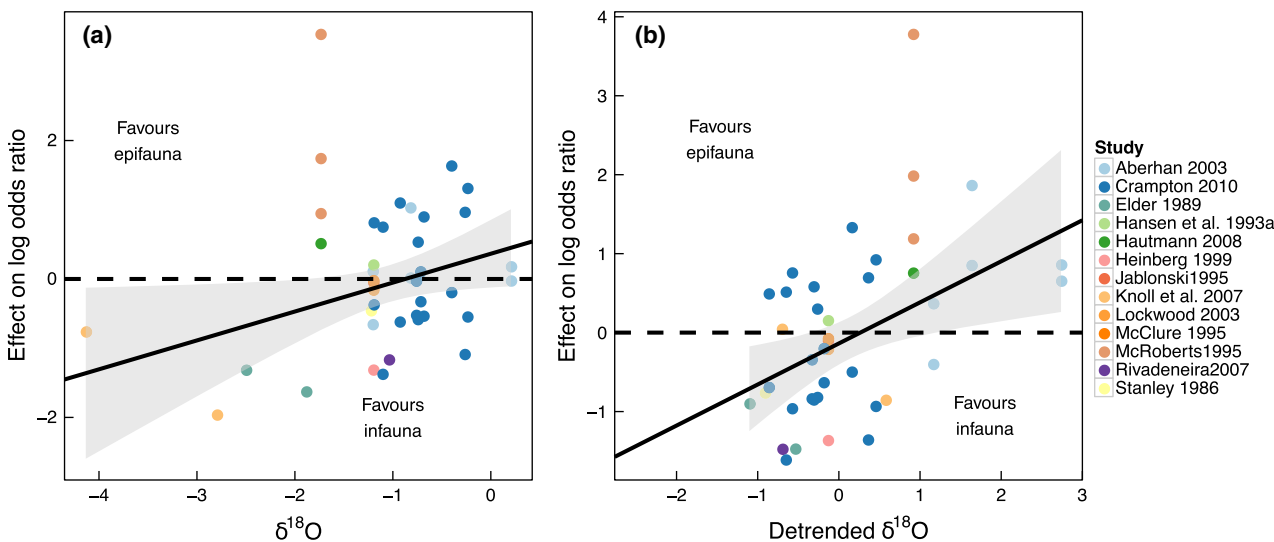 (a)
Favours
epifauna
Favours
infauna
Effect on log odds ratio
2
0
−2
−4
−3
−2
−1
0
δ18O
(b)
Favours
epifauna
Favours
infauna
Effect on log odds ratio
4
3
2
1
0
−1
−2
−1
0
1
2
3
Detrended δ18O
Study
Aberhan 2003
Crampton 2010
Elder 1989
Hansen et al. 1993a
Hautmann 2008
Heinberg 1999
Jablonski1995
Knoll et al. 2007
Lockwood 2003
McClure 1995
McRoberts1995
Rivadeneira2007
Stanley 1986